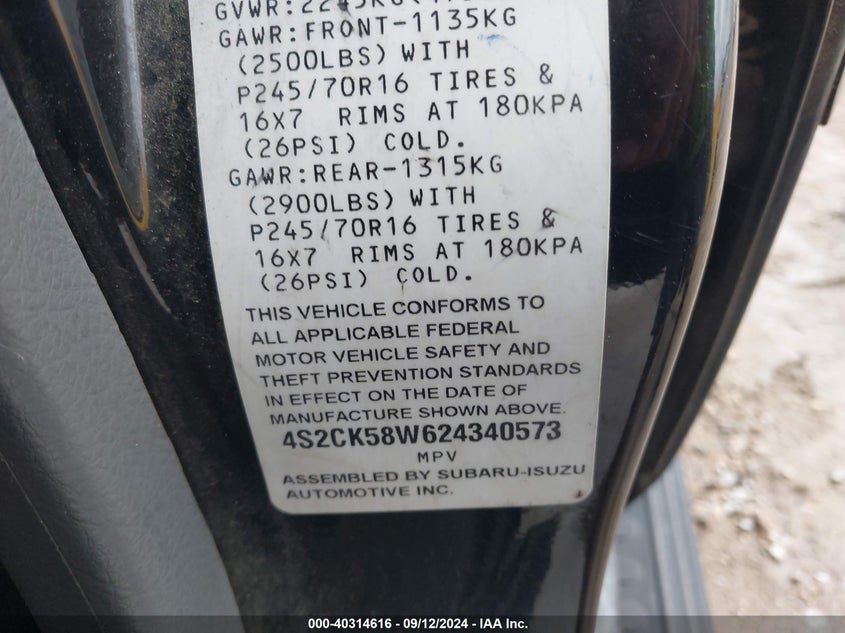 GAWR:FRONT-1135KG
(2500LBS) WITH
P245/70R16 TIRES &
16X7 RIMS AT 180KPA
(26PSI) COLD.
GAWR:REAR-1315KG
(2900LBS) WITH
P245/70R16 TIRES &
16X7 RIMS AT 180KPA
(26PSI) COLD.
THIS VEHICLE CONFORMS TO
ALL APPLICABLE FEDERAL
MOTOR VEHICLE SAFETY AND
THEFT PREVENTION STANDARDS
IN EFFECT ON THE DATE OF
MANUFACTURE SHOWN ABOVE.
4S2CK58W624340573
MPV
ASSEMBLED BY SUBARU-ISUZU
AUTOMOTIVE INC.
000-40314616 - 09/12/2024 - IAA Inc.